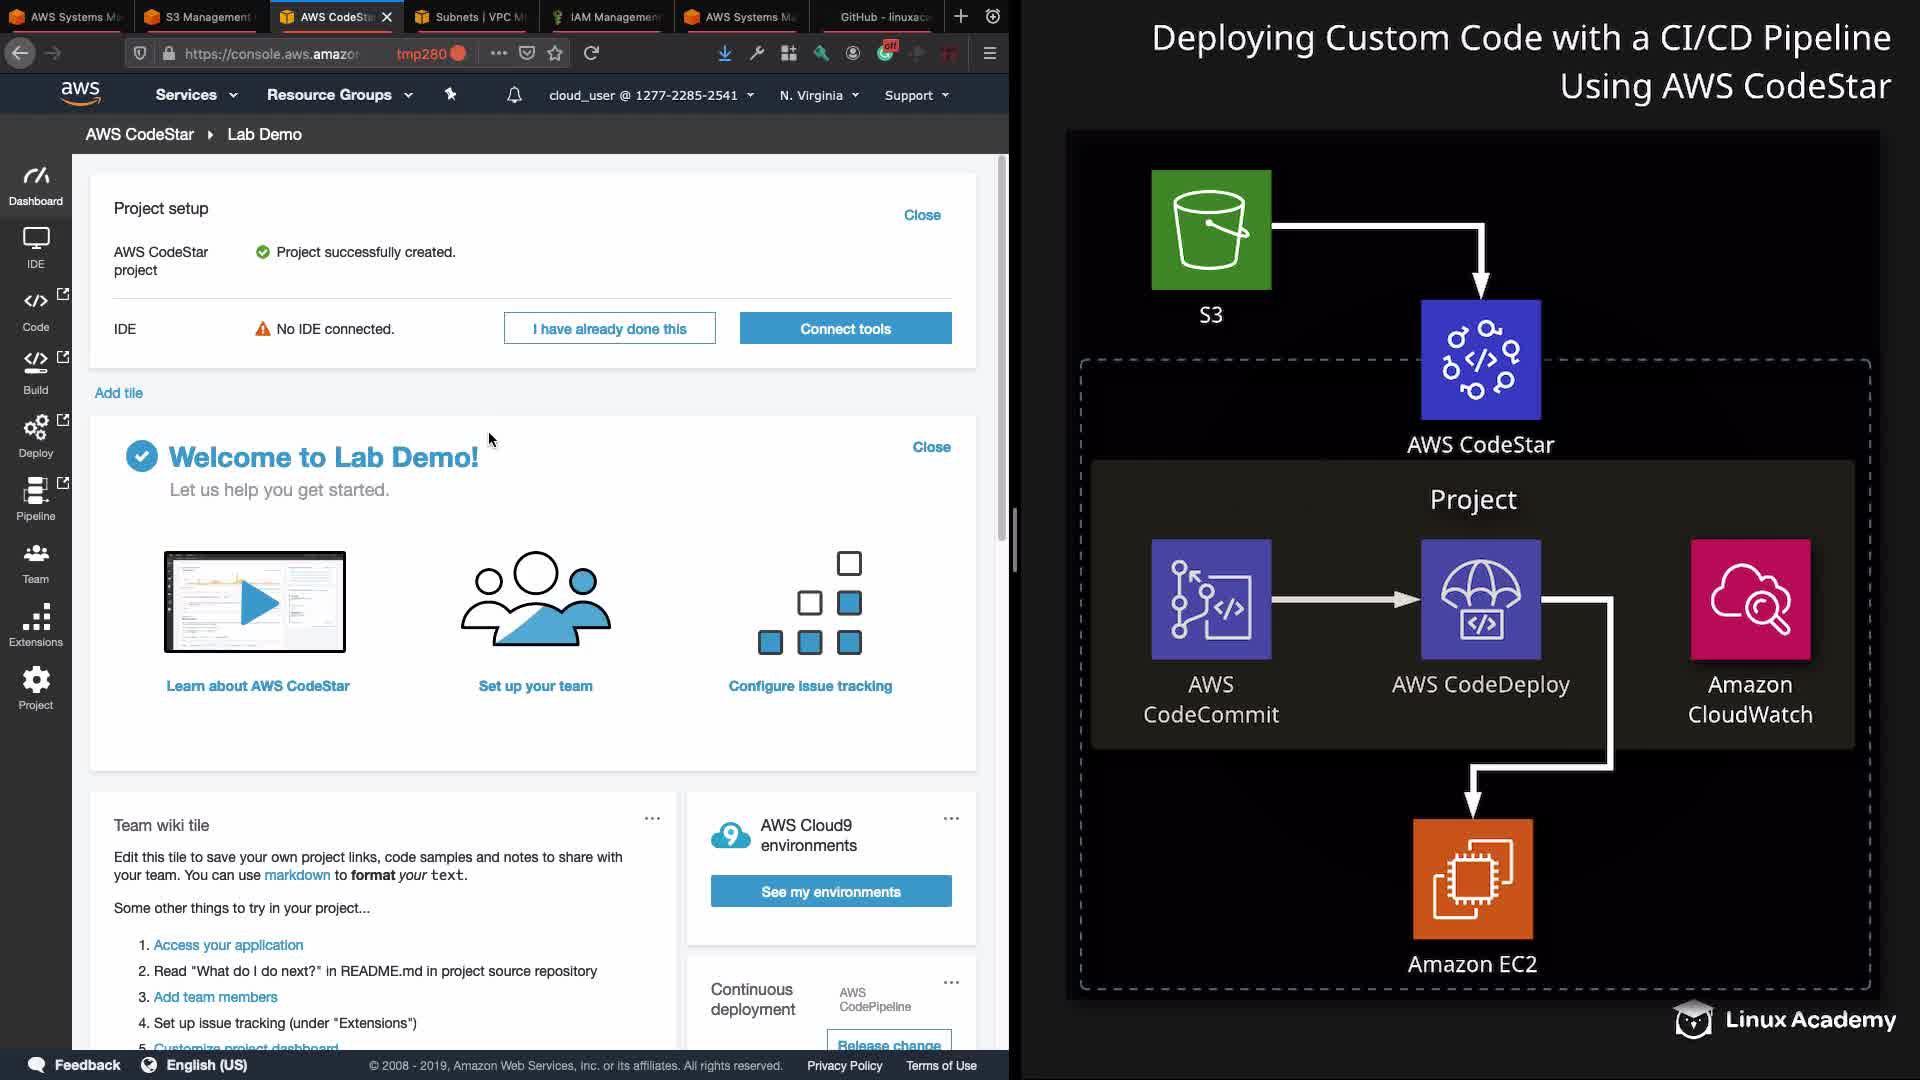 AWS Systems Ma
S3 Management
AWS CodeStar
Subnets | VPC M
IAM Managemen
AWS Systems Ma
GitHub - linuxac
https://console.aws.amazo
tmp280
off
aws
Services
Resource Groups
cloud_user @ 1277-2285-2541
N. Virginia
Support
AWS CodeStar
Lab Demo
Dashboard
IDE
Code
Build
Deploy
Pipeline
Team
Extensions
Project
Project setup
Close
AWS CodeStar project
Project successfully created.
IDE
No IDE connected.
I have already done this
Connect tools
Add tile
Welcome to Lab Demo!
Close
Let us help you get started.
Learn about AWS CodeStar
Set up your team
Configure issue tracking
Team wiki tile
Edit this tile to save your own project links, code samples and notes to share with
your team. You can use markdown to format your text.
Some other things to try in your project...
1. Access your application
2. Read "What do I do next?" in README.md in project source repository
3. Add team members
4. Set up issue tracking (under "Extensions")
5. Customize project dashboard
9
AWS Cloud9
environments
See my environments
Continuous
deployment
AWS
CodePipeline
Release change
Feedback
English (US)
© 2008 - 2019, Amazon Web Services, Inc. or its affiliates. All rights reserved.
Privacy Policy
Terms of Use
Deploying Custom Code with a CI/CD Pipeline
Using AWS CodeStar
S3
AWS CodeStar
Project
AWS
CodeCommit
AWS CodeDeploy
Amazon
CloudWatch
Amazon EC2
Linux Academy